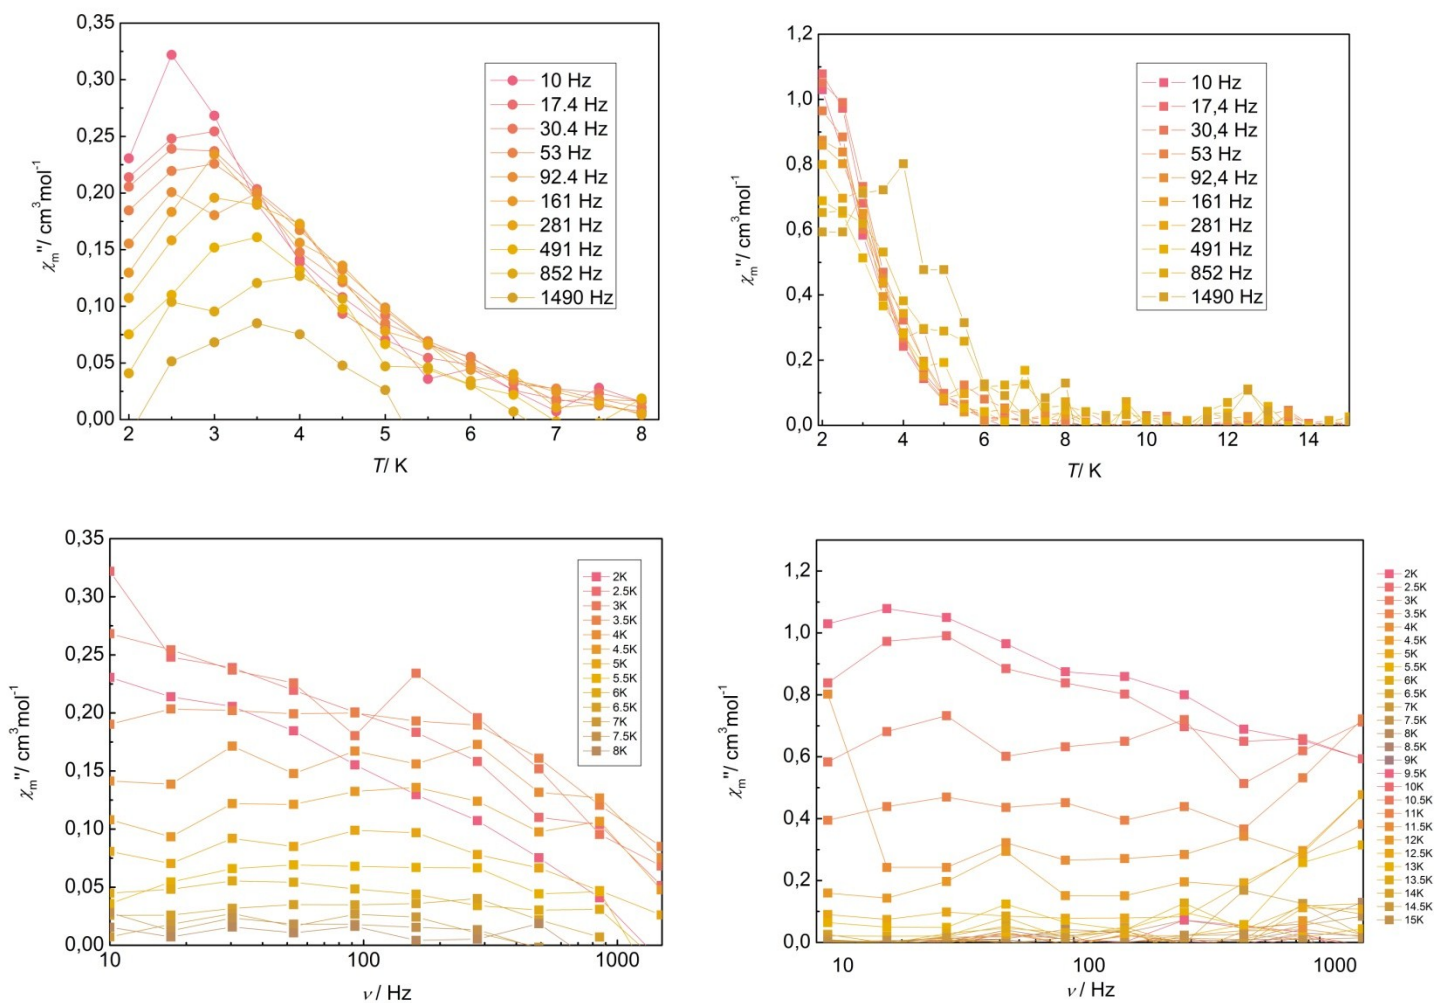 0,35
0,30
0,25
0,20
0,15
0,10
0,05
0,00
χm''/ cm³mol⁻¹
10 Hz
17.4 Hz
30.4 Hz
53 Hz
92.4 Hz
161 Hz
281 Hz
491 Hz
852 Hz
1490 Hz
2 3 4 5 6 7 8
T/ K
1,2
1,0
0,8
0,6
0,4
0,2
0,0
χm''/ cm³mol⁻¹
10 Hz
17,4 Hz
30,4 Hz
53 Hz
92,4 Hz
161 Hz
281 Hz
491 Hz
852 Hz
1490 Hz
2 4 6 8 10 12 14
T/ K
0,35
0,30
0,25
0,20
0,15
0,10
0,05
0,00
χm''/ cm³mol⁻¹
2K
2.5K
3K
3.5K
4K
4.5K
5K
5.5K
6K
6.5K
7K
7.5K
8K
10 100 1000
ν / Hz
1,2
1,0
0,8
0,6
0,4
0,2
0,0
χm''/ cm³mol⁻¹
2K
2.5K
3K
3.5K
4K
4.5K
5K
5.5K
6K
6.5K
7K
7.5K
8K
8.5K
9K
9.5K
10K
10.5K
11K
11.5K
12K
12.5K
13K
13.5K
14K
14.5K
15K
10 100 1000
ν / Hz